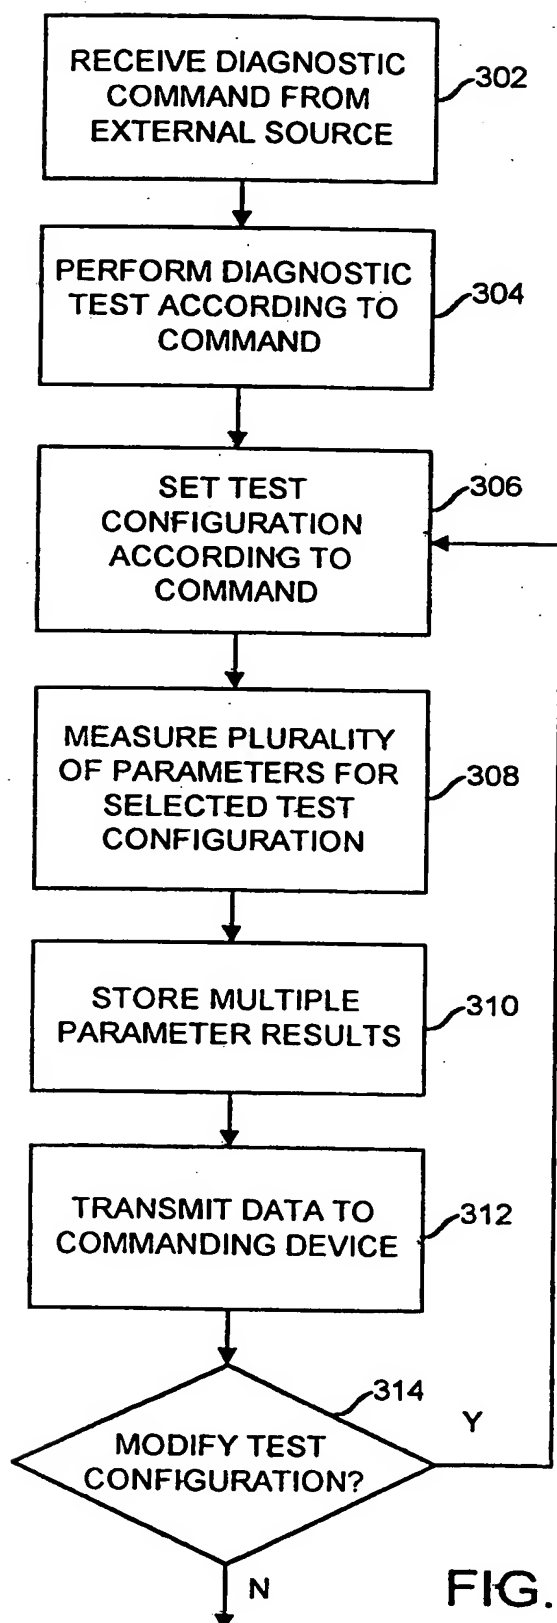 RECEIVE DIAGNOSTIC
COMMAND FROM
EXTERNAL SOURCE
302
PERFORM DIAGNOSTIC
TEST ACCORDING TO
COMMAND
304
SET TEST
CONFIGURATION
ACCORDING TO
COMMAND
306
MEASURE PLURALITY
OF PARAMETERS FOR
SELECTED TEST
CONFIGURATION
308
STORE MULTIPLE
PARAMETER RESULTS
310
TRANSMIT DATA TO
COMMANDING DEVICE
312
314
MODIFY TEST
CONFIGURATION?
Y
N
FIG.